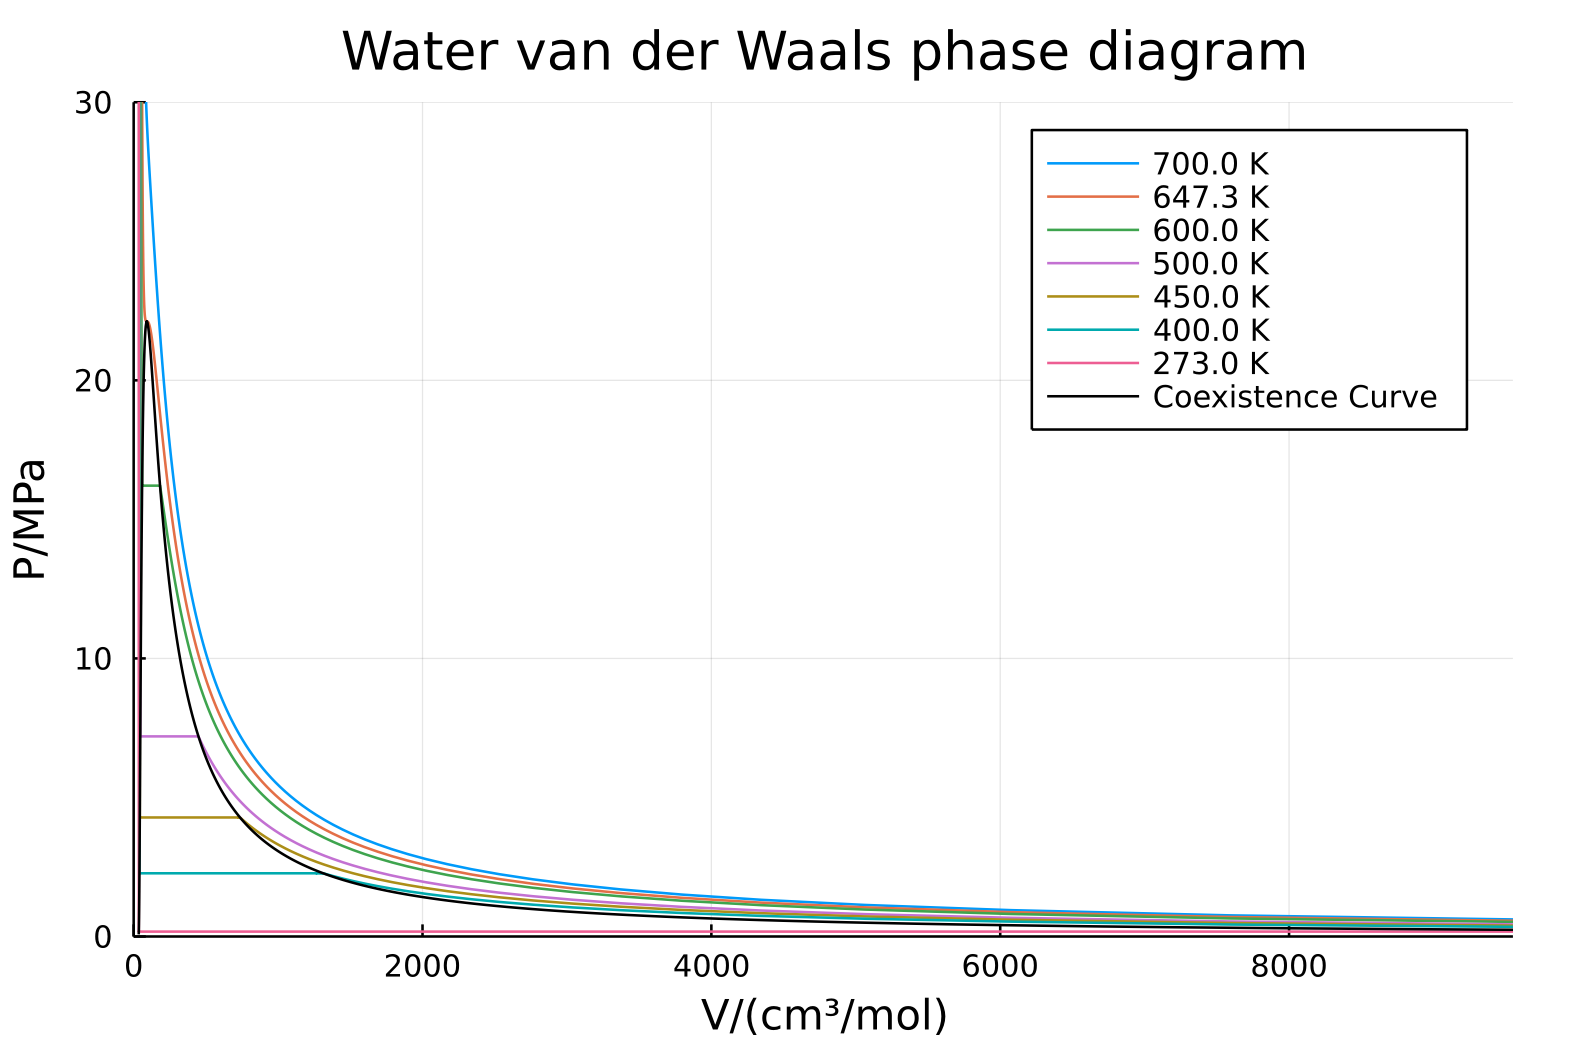 Water van der Waals phase diagram
30
20
10
0
P/MPa
700.0 K
647.3 K
600.0 K
500.0 K
450.0 K
400.0 K
273.0 K
Coexistence Curve
0 2000 4000 6000 8000
V/(cm³/mol)